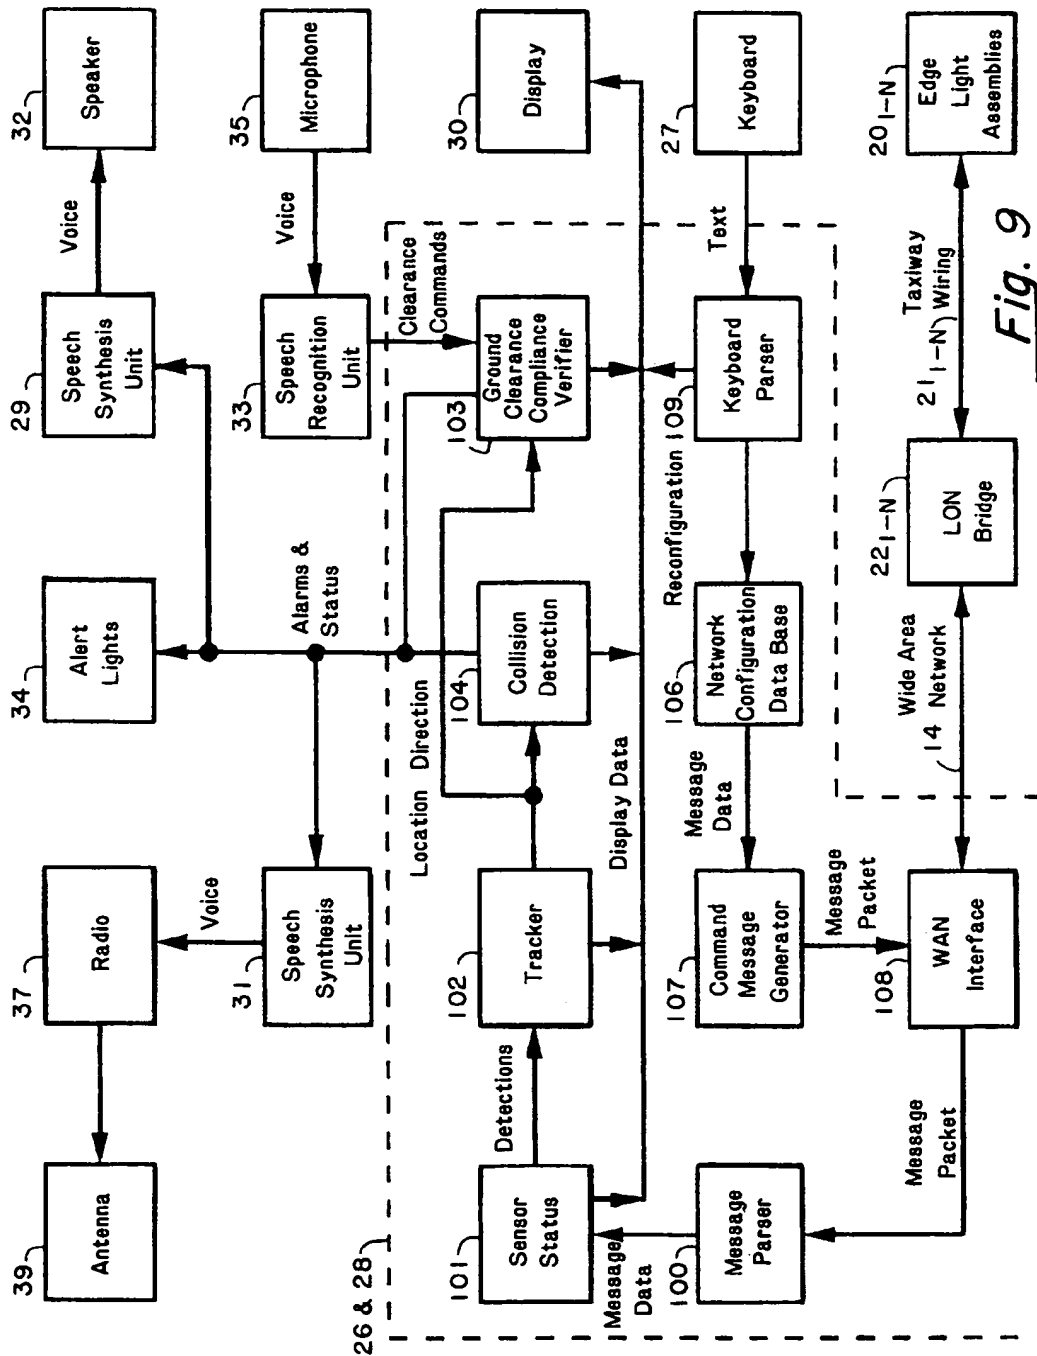 39
Antenna
37
Radio
34
Alert
Lights
29
Speech
Synthesis
Unit
Voice
32
Speaker
Voice
31
Speech
Synthesis
Unit
Alarms &
Status
33
Speech
Recognition
Unit
Voice
35
Microphone
26 & 28
Location Direction
Clearance
Commands
101
Sensor
Status
Detections
102
Tracker
104
Collision
Detection
103
Ground
Clearance
Compliance
Verifier
30
Display
Message
Data
Display Data
100
Message
Parser
107
Command
Message
Generator
Message
Data
106
Network
Configuration
Data Base
Reconfiguration
109
Keyboard
Parser
Text
27
Keyboard
Message
Packet
Message
Packet
108
WAN
Interface
Wide Area
14 Network
22 1-N
LON
Bridge
Taxiway
21 1-N Wiring
20 1-N
Edge
Light
Assemblies
Fig. 9